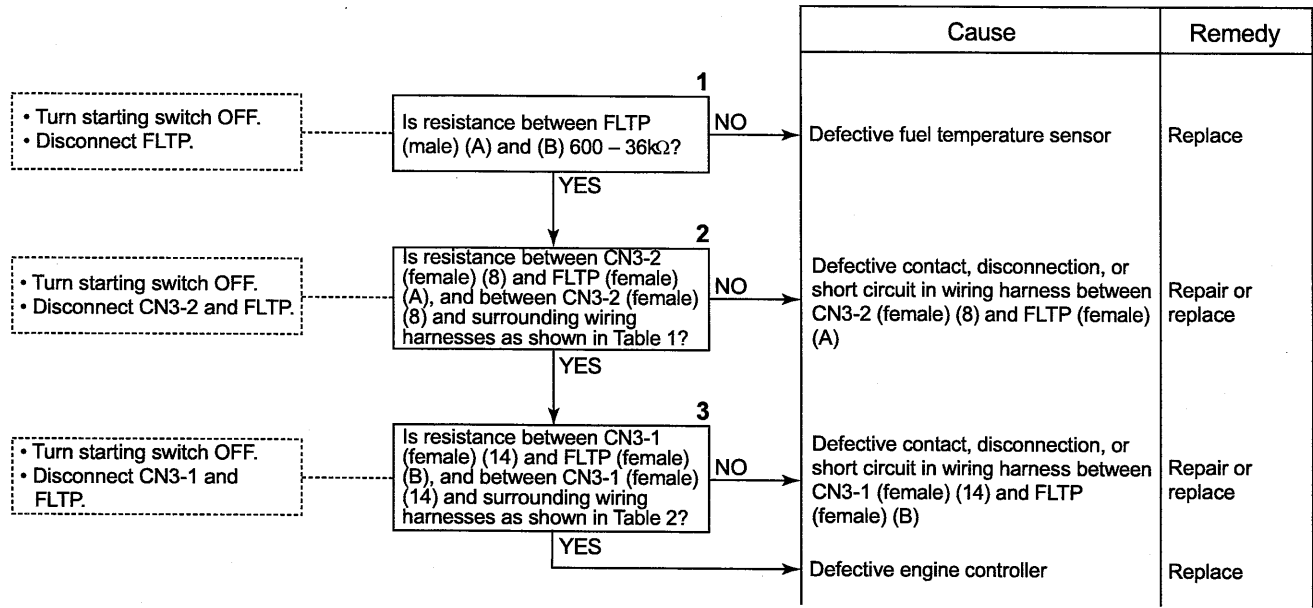 Cause
Remedy
1
• Turn starting switch OFF.
• Disconnect FLTP.
Is resistance between FLTP
(male) (A) and (B) 600 – 36kΩ?
NO
Defective fuel temperature sensor
Replace
YES
2
• Turn starting switch OFF.
• Disconnect CN3-2 and FLTP.
Is resistance between CN3-2
(female) (8) and FLTP (female)
(A), and between CN3-2 (female)
(8) and surrounding wiring
harnesses as shown in Table 1?
NO
Defective contact, disconnection, or
short circuit in wiring harness between
CN3-2 (female) (8) and FLTP (female)
(A)
Repair or
replace
YES
3
• Turn starting switch OFF.
• Disconnect CN3-1 and
FLTP.
Is resistance between CN3-1
(female) (14) and FLTP (female)
(B), and between CN3-1 (female)
(14) and surrounding wiring
harnesses as shown in Table 2?
NO
Defective contact, disconnection, or
short circuit in wiring harness between
CN3-1 (female) (14) and FLTP
(female) (B)
Repair or
replace
YES
Defective engine controller
Replace